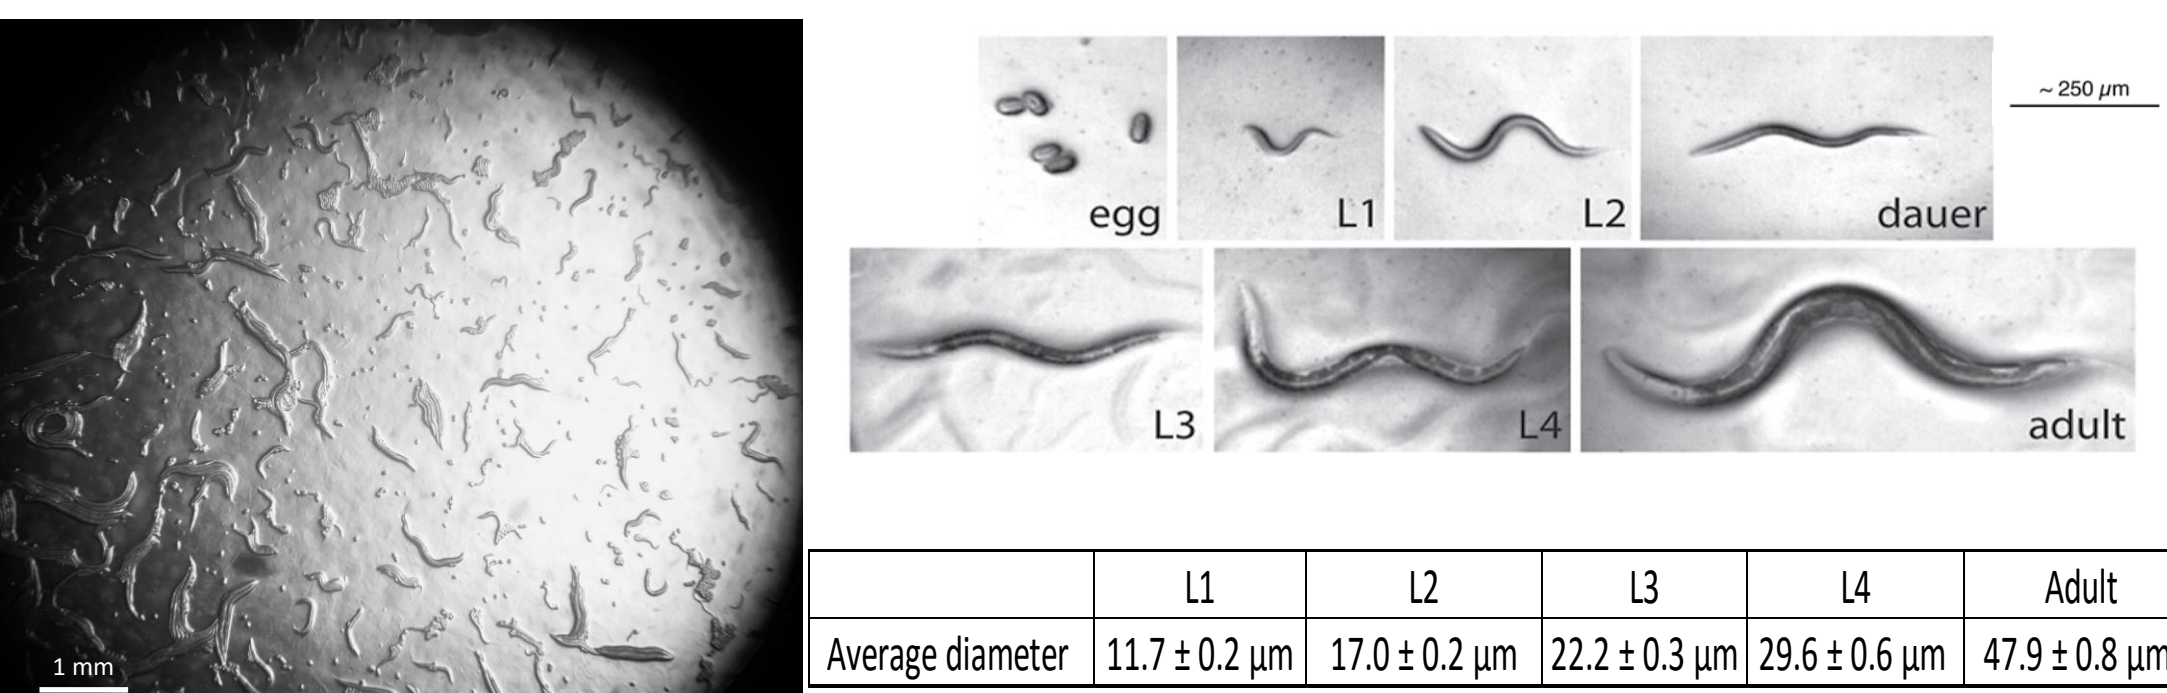 1 mm
egg
L1
L2
dauer
~ 250 µm
L3
L4
adult
L1 L2 L3 L4 Adult
Average diameter 11.7 ± 0.2 µm 17.0 ± 0.2 µm 22.2 ± 0.3 µm 29.6 ± 0.6 µm 47.9 ± 0.8 µm